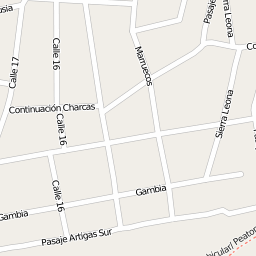 Calle 16
Calle 17
Marruecos
Pasaje
Sierra Leona
Continuación Charcas
Calle 16
Sierra Leona
Calle 16
Gambia
Gambia
Pasaje Artigas Sur